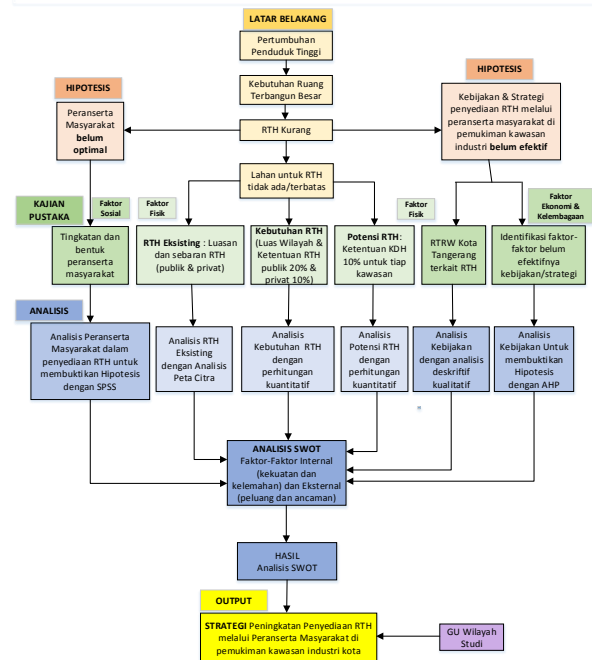 LATAR BELAKANG
Pertumbuhan
Penduduk Tinggi
HIPOTESIS
HIPOTESIS
Kebutuhan Ruang
Terbangun Besar
Peranserta
Masyarakat
belum
optimal
Kebijakan & Strategi
penyediaan RTH melalui
peranserta masyarakat di
pemukiman kawasan
industri belum efektif
RTH Kurang
Lahan untuk RTH
tidak ada/terbatas
KAJIAN
PUSTAKA
Faktor
Sosial
Faktor
Fisik
Faktor
Fisik
Faktor
Ekonomi &
Kelembagaan
Tingkatan dan
bentuk
peranserta
masyarakat
RTH Eksisting : Luasan
dan sebaran RTH
(publik & privat)
Kebutuhan RTH
(Luas Wilayah &
Ketentuan RTH
publik 20% &
privat 10%)
Potensi RTH:
Ketentuan KDH
10% untuk tiap
kawasan
RTRW Kota
Tangerang
terkait RTH
Identifikasi faktor-
faktor belum
efektifnya
kebijakan/strategi
ANALISIS
Analisis Peranserta
Masyarakat dalam
penyediaan RTH untuk
membuktikan Hipotesis
dengan SPSS
Analisis RTH
Eksisting
dengan Analisis
Peta Citra
Analisis
Kebutuhan RTH
dengan
perhitungan
kuantitatif
Analisis
Potensi RTH
dengan
perhitungan
kuantitatif
Analisis
Kebijakan
dengan analisis
deskriftif
kualitatif
Analisis
Kebijakan Untuk
membuktikan
Hipotesis
dengan AHP
ANALISIS SWOT
Faktor-Faktor Internal
(kekuatan dan
kelemahan) dan Eksternal
(peluang dan ancaman)
HASIL
Analisis SWOT
OUTPUT
STRATEGI Peningkatan Penyediaan RTH
melalui Peranserta Masyarakat di
pemukiman kawasan industri kota
GU Wilayah
Studi